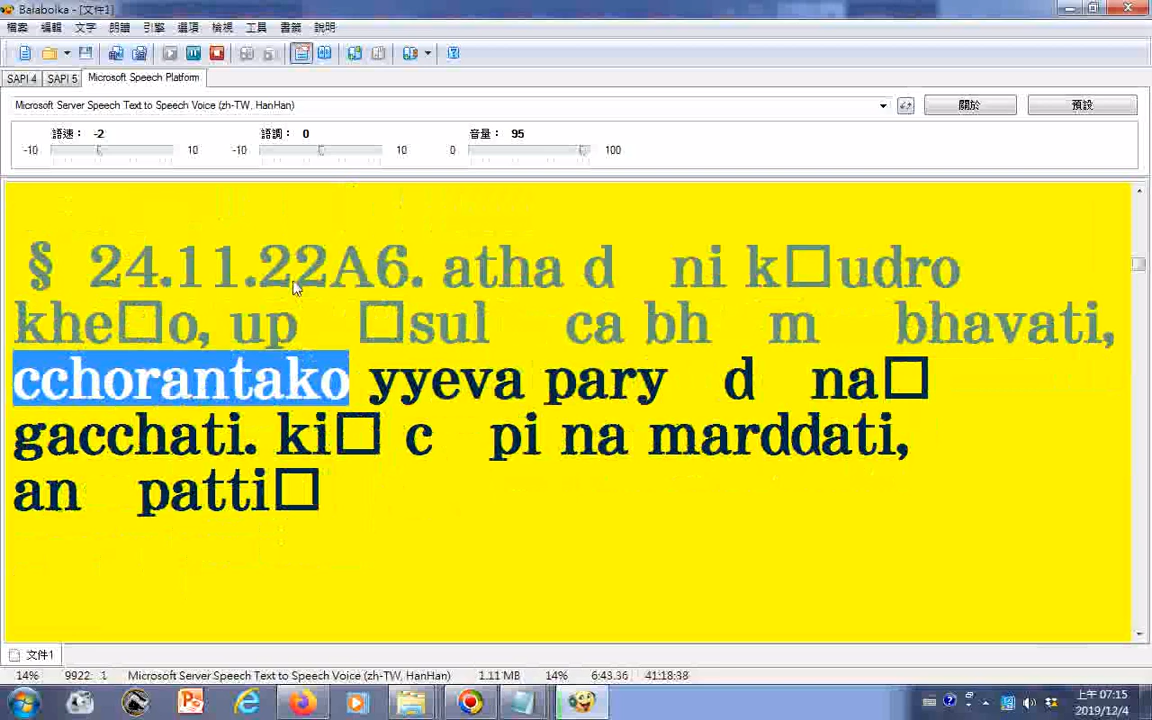 Balabolka - [文件1]
檔案 編輯 文字 朗讀 引擎 選項 檢視 工具 書籤 說明
SAPI 4 SAPI 5 Microsoft Speech Platform
Microsoft Server Speech Text to Speech Voice (zh-TW, HanHan) 關於 預設
語速： -2 語調： 0 音量： 95
-10 10 -10 10 0 100
§ 24.11.22A6. atha d ni k□udro
khe□o, up □sul ca bh m bhavati,
cchorantako yyeva pary d na□
gacchati. ki□ c pi na marddati,
an patti□
文件1
14% 9922: 1 Microsoft Server Speech Text to Speech Voice (zh-TW, HanHan) 1.11 MB 14% 6:43.36 41:18:38
上午 07:15
2019/12/4